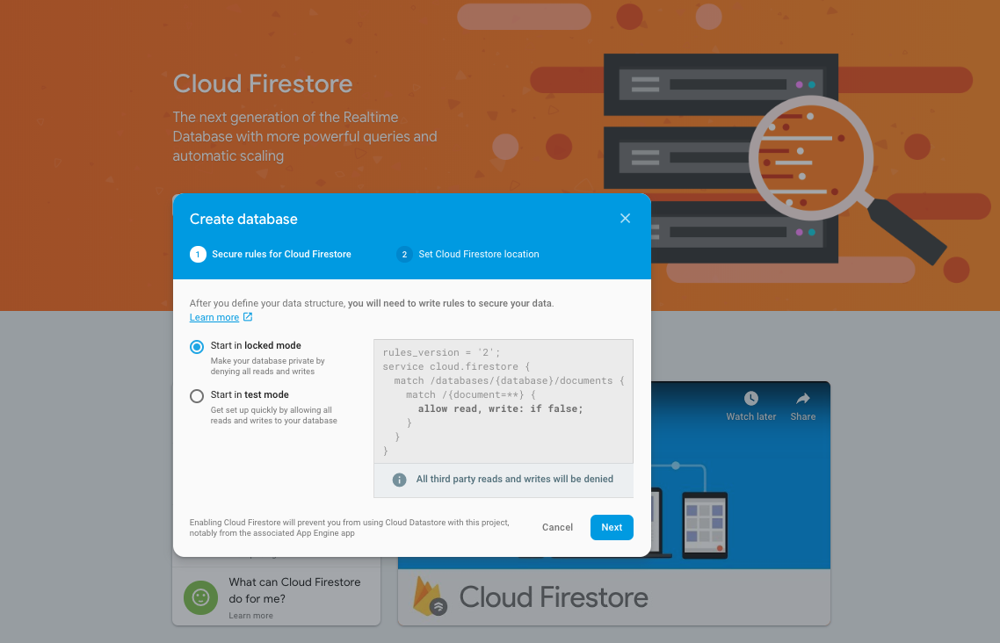 Cloud Firestore
The next generation of the Realtime
Database with more powerful queries and
automatic scaling
Create database
1 Secure rules for Cloud Firestore
2 Set Cloud Firestore location
After you define your data structure, you will need to write rules to secure your data.
Learn more
Start in locked mode
Make your database private by
denying all reads and writes
Start in test mode
Get set up quickly by allowing all
reads and writes to your database
rules_version = '2';
service cloud.firestore {
match /databases/{database}/documents {
match /{document=**} {
allow read, write: if false;
}
}
}
All third party reads and writes will be denied
Enabling Cloud Firestore will prevent you from using Cloud Datastore with this project,
notably from the associated App Engine app
Cancel
Next
Watch later
Share
What can Cloud Firestore
do for me?
Learn more
Cloud Firestore